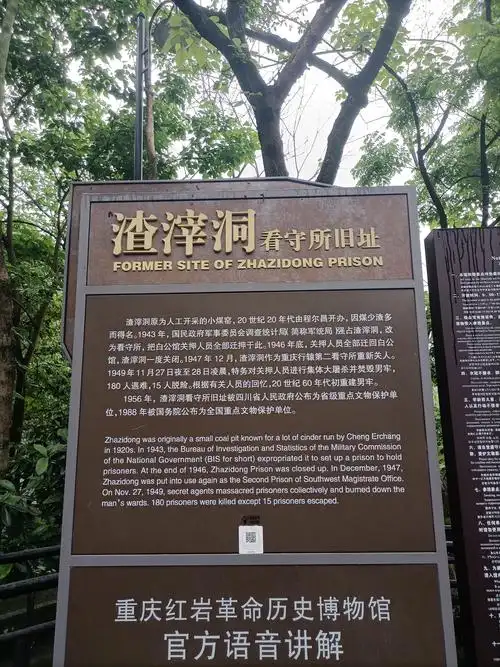 渣滓洞看守所旧址
FORMER SITE OF ZHAZIDONG PRISON
渣滓洞原为人工开采的小煤窑，20世纪20年代由程尔昌开办，因煤少渣多
而得名。1943年，国民政府军事委员会调查统计局（简称军统局）强占渣滓洞，改
为看守所，把白公馆关押人员全部迁押于此。1946年底，关押人员全部迁回白公
馆，渣滓洞一度关闭。1947年12月，渣滓洞作为重庆行辕第二看守所重新关人。
1949年11月27日夜至28日凌晨，特务对关押人员进行集体大屠杀并焚毁男牢，
180人遇难，15人脱险。根据有关人员的回忆，20世纪60年代初重建男牢。
1956年，渣滓洞看守所旧址被四川省人民政府公布为省级重点文物保护单
位，1988年被国务院公布为全国重点文物保护单位。
Zhazidong was originally a small coal pit known for a lot of cinder run by Cheng Erchang
in 1920s. In 1943, the Bureau of Investigation and Statistics of the Military Commission
of the National Government (BIS for short) expropriated it to set up a prison to hold
prisoners. At the end of 1946, Zhazidong Prison was closed up. In December, 1947,
Zhazidong was put into use again as the Second Prison of Southwest Magistrate Office.
On Nov. 27, 1949, secret agents massacred prisoners collectively and burned down the
man's wards. 180 prisoners were killed except 15 prisoners escaped.
重庆红岩革命历史博物馆
官方语音讲解